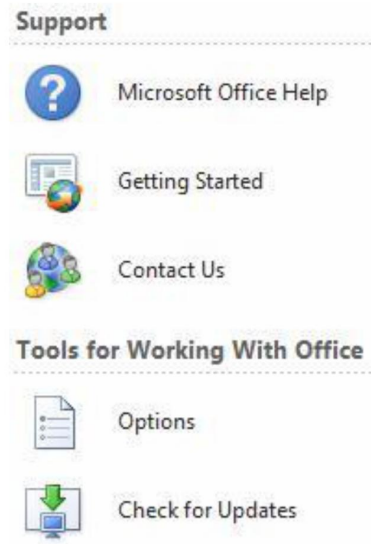 Support
Microsoft Office Help
Getting Started
Contact Us
Tools for Working With Office
Options
Check for Updates